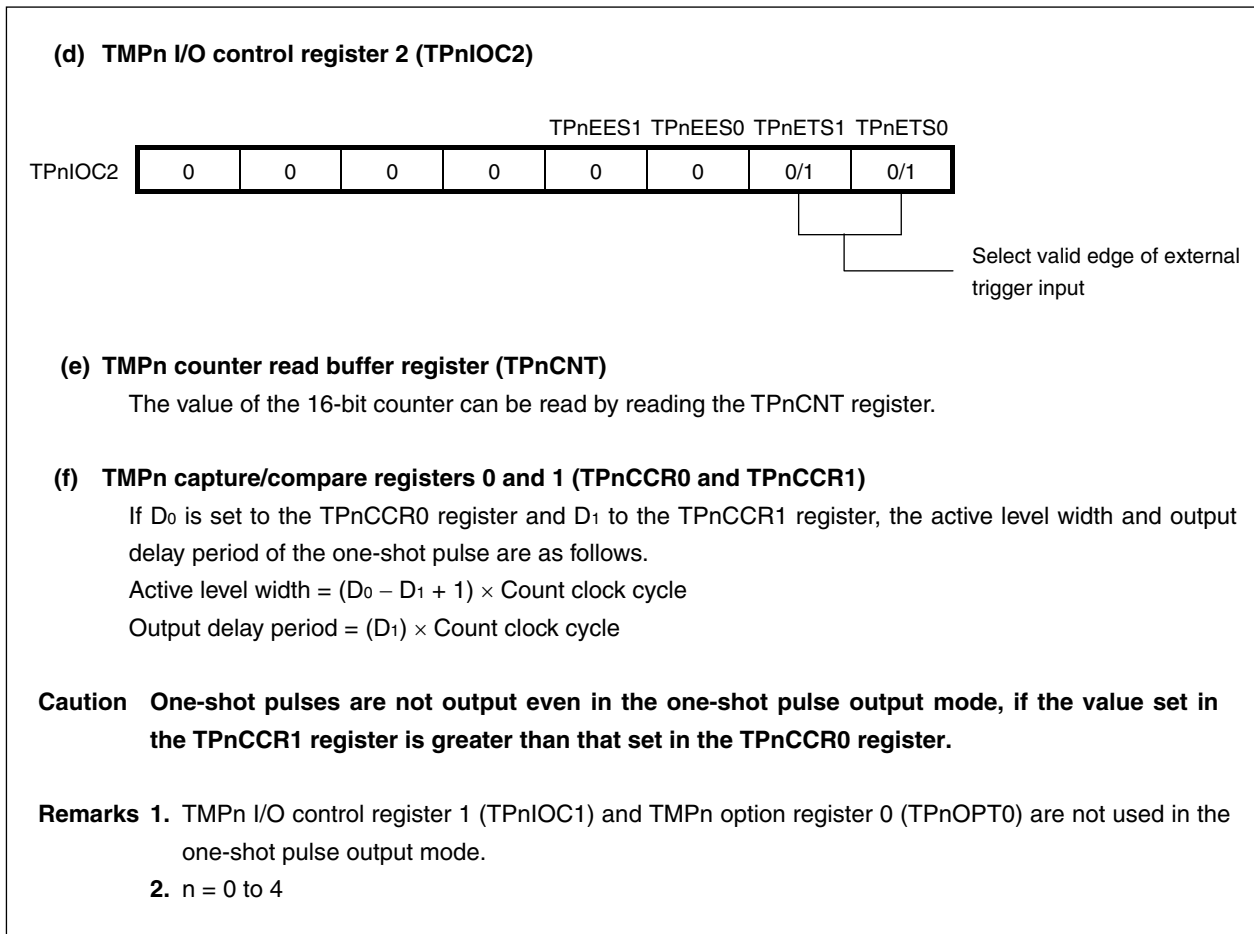 (d) TMPn I/O control register 2 (TPnIOC2)
TPnEES1 TPnEES0 TPnETS1 TPnETS0
TPnIOC2 0 0 0 0 0 0 0/1 0/1
Select valid edge of external
trigger input
(e) TMPn counter read buffer register (TPnCNT)
The value of the 16-bit counter can be read by reading the TPnCNT register.
(f) TMPn capture/compare registers 0 and 1 (TPnCCR0 and TPnCCR1)
If D0 is set to the TPnCCR0 register and D1 to the TPnCCR1 register, the active level width and output
delay period of the one-shot pulse are as follows.
Active level width = (D0 − D1 + 1) × Count clock cycle
Output delay period = (D1) × Count clock cycle
Caution One-shot pulses are not output even in the one-shot pulse output mode, if the value set in
the TPnCCR1 register is greater than that set in the TPnCCR0 register.
Remarks 1. TMPn I/O control register 1 (TPnIOC1) and TMPn option register 0 (TPnOPT0) are not used in the
one-shot pulse output mode.
2. n = 0 to 4